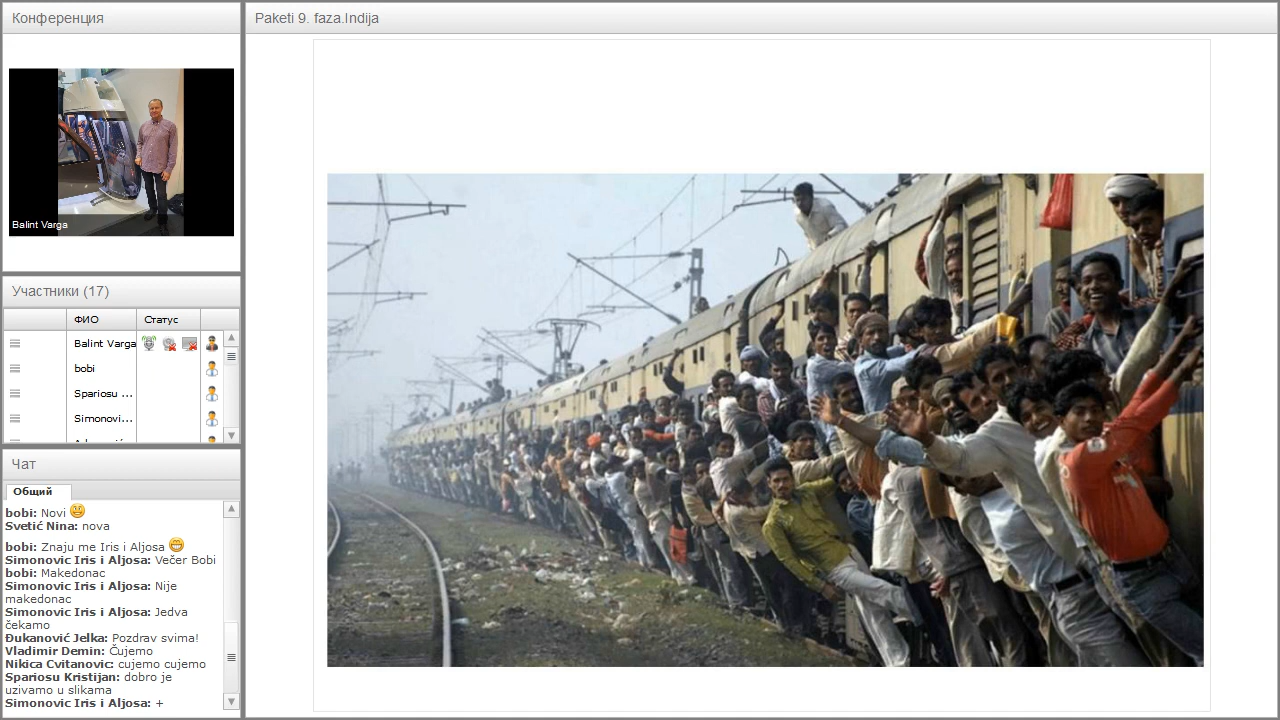 Конференция
Balint Varga
Участники (17)
ФИО
Статус
Balint Varga
bobi
Spariosu ...
Simonovi...
Чат
Общий
bobi: Novi
Svetić Nina: nova
bobi: Znaju me Iris i Aljosa
Simonovic Iris i Aljosa: Večer Bobi
bobi: Makedonac
Simonovic Iris i Aljosa: Nije
makedonac
Simonovic Iris i Aljosa: Jedva
čekamo
Đukanović Jelka: Pozdrav svima!
Vladimir Demin: Čujemo
Nikica Cvitanovic: cujemo cujemo
Spariosu Kristijan: dobro je
uzivamo u slikama
Simonovic Iris i Aljosa: +
Paketi 9. faza.Indija